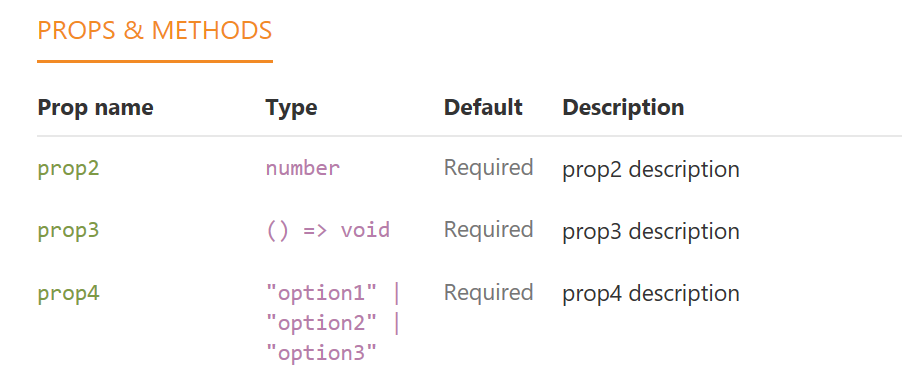 PROPS & METHODS
Prop name Type Default Description
prop2 number Required prop2 description
prop3 () => void Required prop3 description
prop4 "option1" | Required prop4 description
"option2" |
"option3"